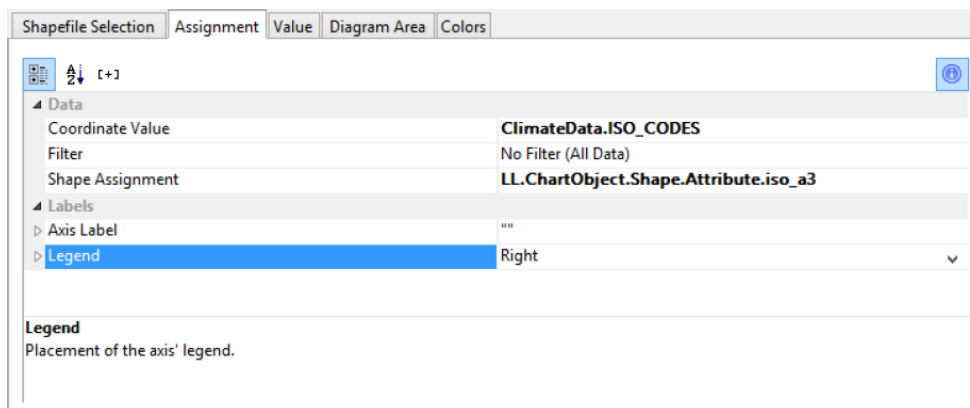 Shapefile Selection Assignment Value Diagram Area Colors
A Z [+]
Data
Coordinate Value ClimateData.ISO_CODES
Filter No Filter (All Data)
Shape Assignment LL.ChartObject.Shape.Attribute.iso_a3
Labels
Axis Label ""
Legend Right
Legend
Placement of the axis' legend.